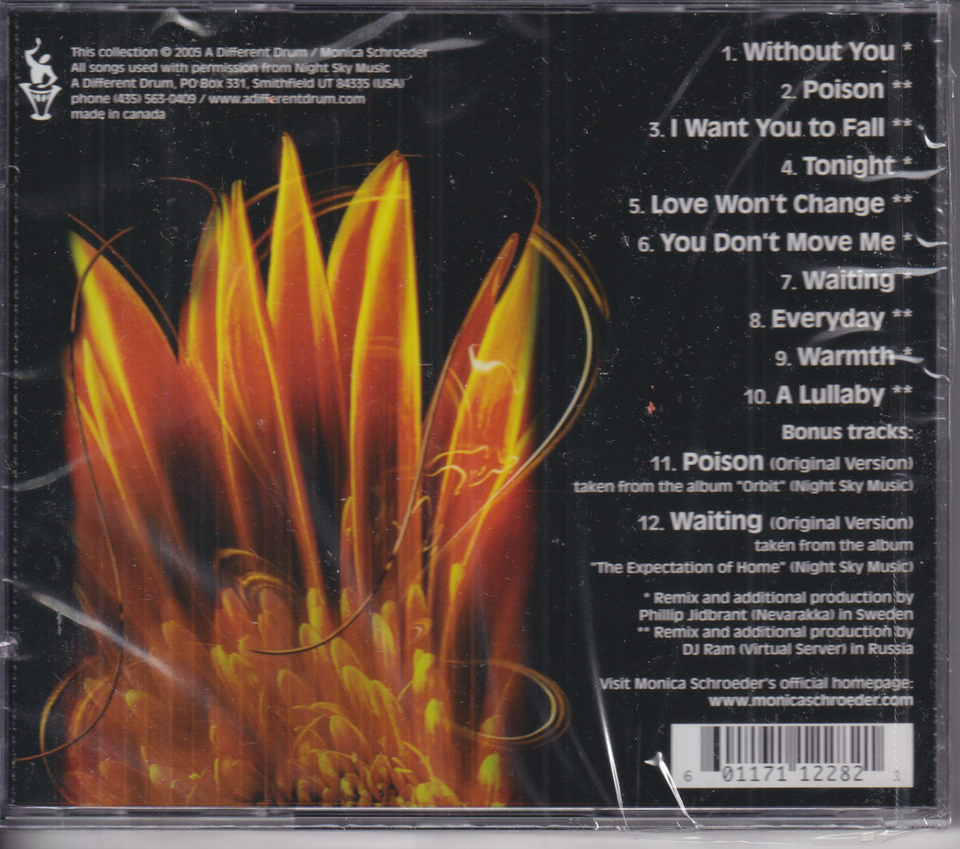 This collection © 2005 A Different Drum / Monica Schroeder
All songs used with permission from Night Sky Music
A Different Drum, PO Box 331, Smithfield UT 84335 (USA)
phone (435) 563-0409 / www.adifferentdrum.com
made in canada
1. Without You *
2. Poison **
3. I Want You to Fall **
4. Tonight *
5. Love Won't Change **
6. You Don't Move Me *
7. Waiting *
8. Everyday **
9. Warmth *
10. A Lullaby **
Bonus tracks:
11. Poison (Original Version)
taken from the album "Orbit" (Night Sky Music)
12. Waiting (Original Version)
taken from the album
"The Expectation of Home" (Night Sky Music)
* Remix and additional production by
Phillip Jidbrant (Nevarakka) in Sweden
** Remix and additional production by
DJ Ram (Virtual Server) in Russia
Visit Monica Schroeder's official homepage:
www.monicaschroeder.com
6 01171 12282 1